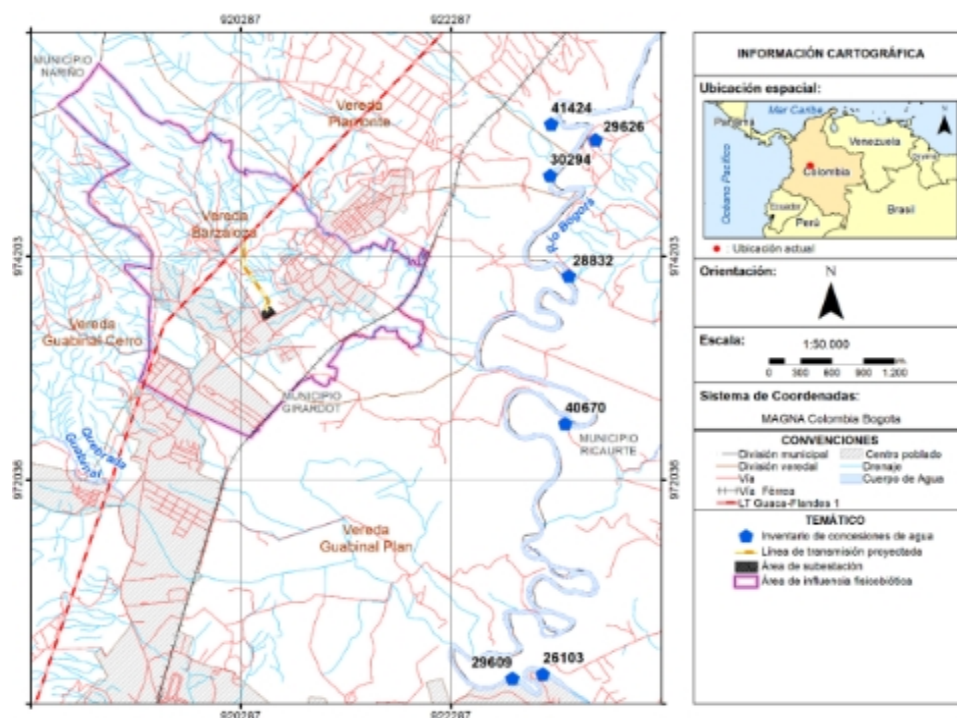 920287
922287
MUNICIPIO
NARIÑO
Vereda
Piamonte
41424
29626
30294
Vereda
Barzaloza
Río Bogotá
974203
974203
28832
Vereda
Guabinal Cerro
MUNICIPIO
GIRARDOT
40670
MUNICIPIO
RICAURTE
Quebrada
Guabinal
972036
972036
Vereda
Guabinal Plan
29609
26103
920287
922287
INFORMACIÓN CARTOGRÁFICA
Ubicación espacial:
Mar Caribe
Panamá
Venezuela
Guyana
Océano Pacífico
Colombia
Ecuador
Perú
Brasil
: Ubicación actual
Orientación:
N
Escala:
1:50.000
0 300 600 900 1.200
Sistema de Coordenadas:
MAGNA Colombia Bogota
CONVENCIONES
División municipal
Centro poblado
División veredal
Drenaje
Vía
Cuerpo de Agua
Vía Férrea
LT Guaca-Flandes 1
TEMÁTICO
Inventario de concesiones de agua
Línea de transmisión proyectada
Área de subestación
Área de influencia fisicobiótica